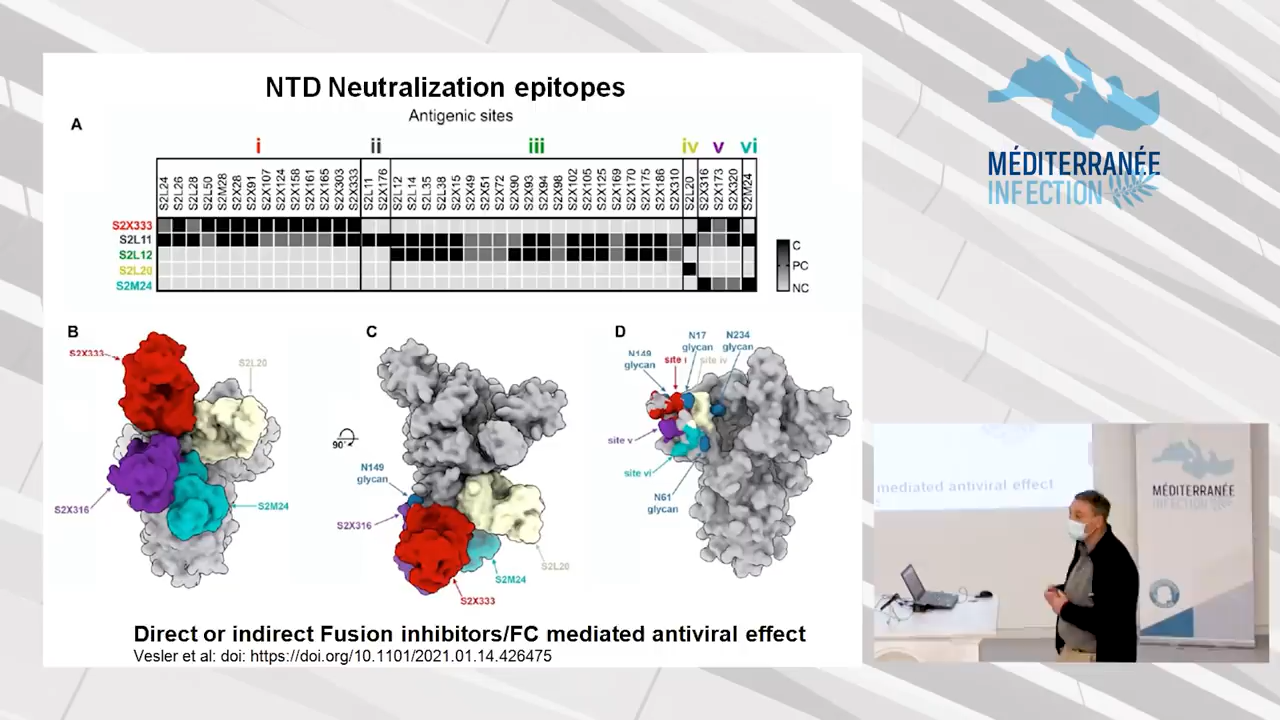 NTD Neutralization epitopes
Antigenic sites
A
i ii iii iv v vi
S2L24 S2L26 S2L28 S2L50 S2M28 S2X28 S2X91 S2X107 S2X124 S2X158 S2X161 S2X165 S2X303 S2X333 S2L11 S2X176 S2L12 S2L14 S2L35 S2L38 S2X15 S2X49 S2X51 S2X72 S2X90 S2X93 S2X94 S2X98 S2X102 S2X105 S2X125 S2X169 S2X170 S2X175 S2X186 S2X310 S2L20 S2X316 S2X173 S2X320 S2M24
S2X333
S2L11
S2L12
S2L20
S2M24
C
PC
NC
B
S2X333
S2L20
S2X316
S2M24
C
90°
N149
glycan
S2X316
S2L20
S2M24
S2X333
D
N17
glycan
N234
glycan
N149
glycan
site i
site iv
site v
site vi
N61
glycan
Direct or indirect Fusion inhibitors/FC mediated antiviral effect
Vesler et al: doi: https://doi.org/10.1101/2021.01.14.426475
MÉDITERRANÉE
INFECTION
mediated antiviral effect
MÉDITERRANÉE
INFECTION